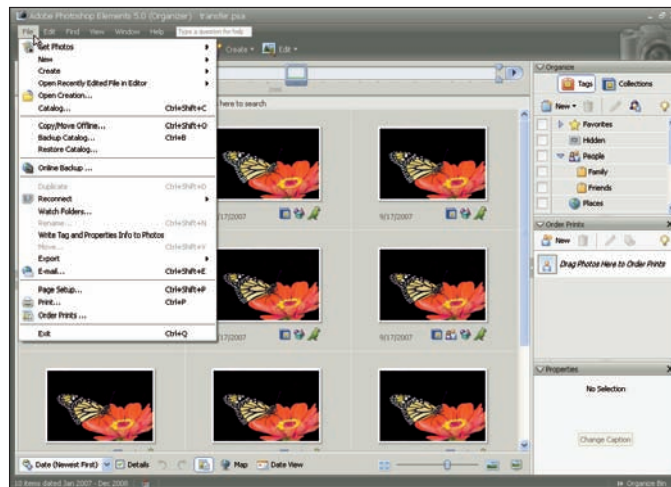 Adobe Photoshop Elements 5.0 (Organizer) - transfer.psa
File Edit Find View Window Help Type a question for help
Create Edit
Get Photos
New
Create
Open Recently Edited File in Editor
Open Creation...
Catalog... Ctrl+Shift+C
here to search
Copy/Move Offline... Ctrl+Shift+O
Backup Catalog... Ctrl+B
Restore Catalog...
Online Backup ...
Duplicate Ctrl+Shift+D
Reconnect
Watch Folders...
Rename... Ctrl+Shift+N
Write Tag and Properties Info to Photos
Move... Ctrl+Shift+V
Export
E-mail... Ctrl+Shift+E
Page Setup... Ctrl+Shift+P
Print... Ctrl+P
Order Prints ...
Exit Ctrl+Q
9/17/2007
9/17/2007
9/17/2007
9/17/2007
Organize
Tags Collections
New
Favorites
Hidden
People
Family
Friends
Places
Order Prints
New
Drag Photos Here to Order Prints
Properties
No Selection
Change Caption
Date (Newest First) Details Map Date View
10 items dated Jan 2007 - Dec 2008
Organize Bin